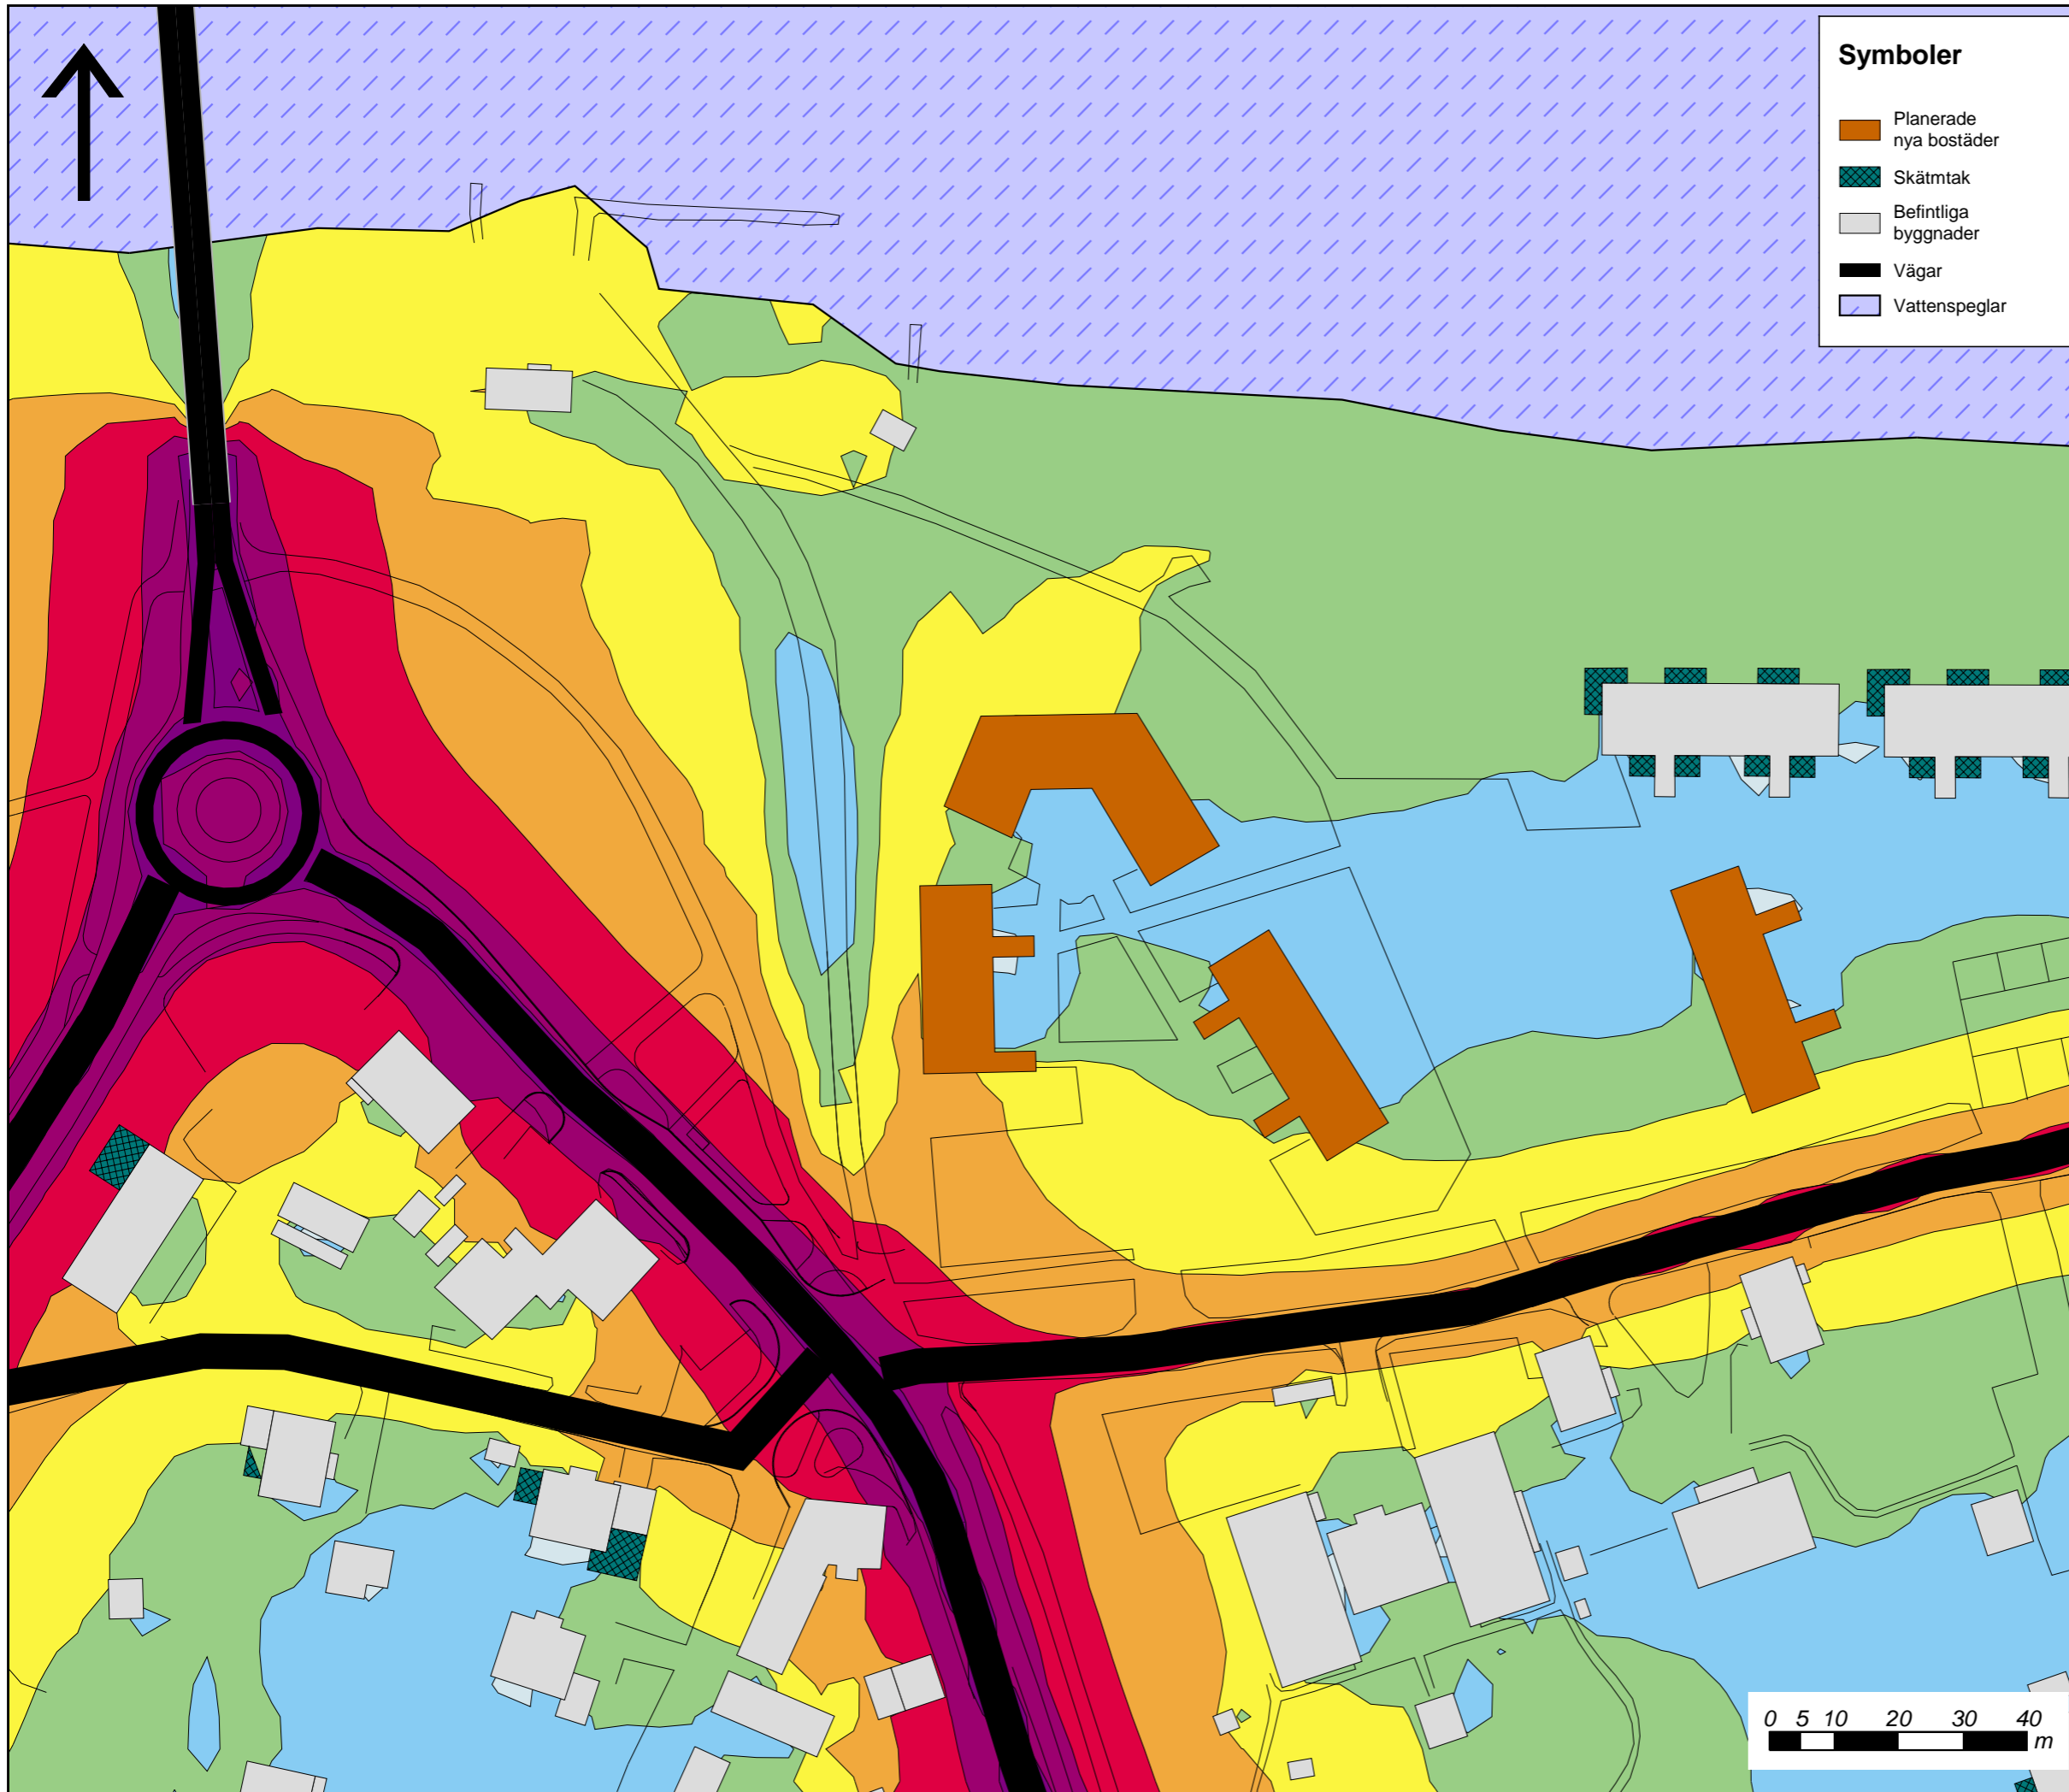 Symboler
Planerade
nya bostäder
Skätmtak
Befintliga
byggnader
Vägar
Vattenspeglar
0 5 10 20 30 40
m